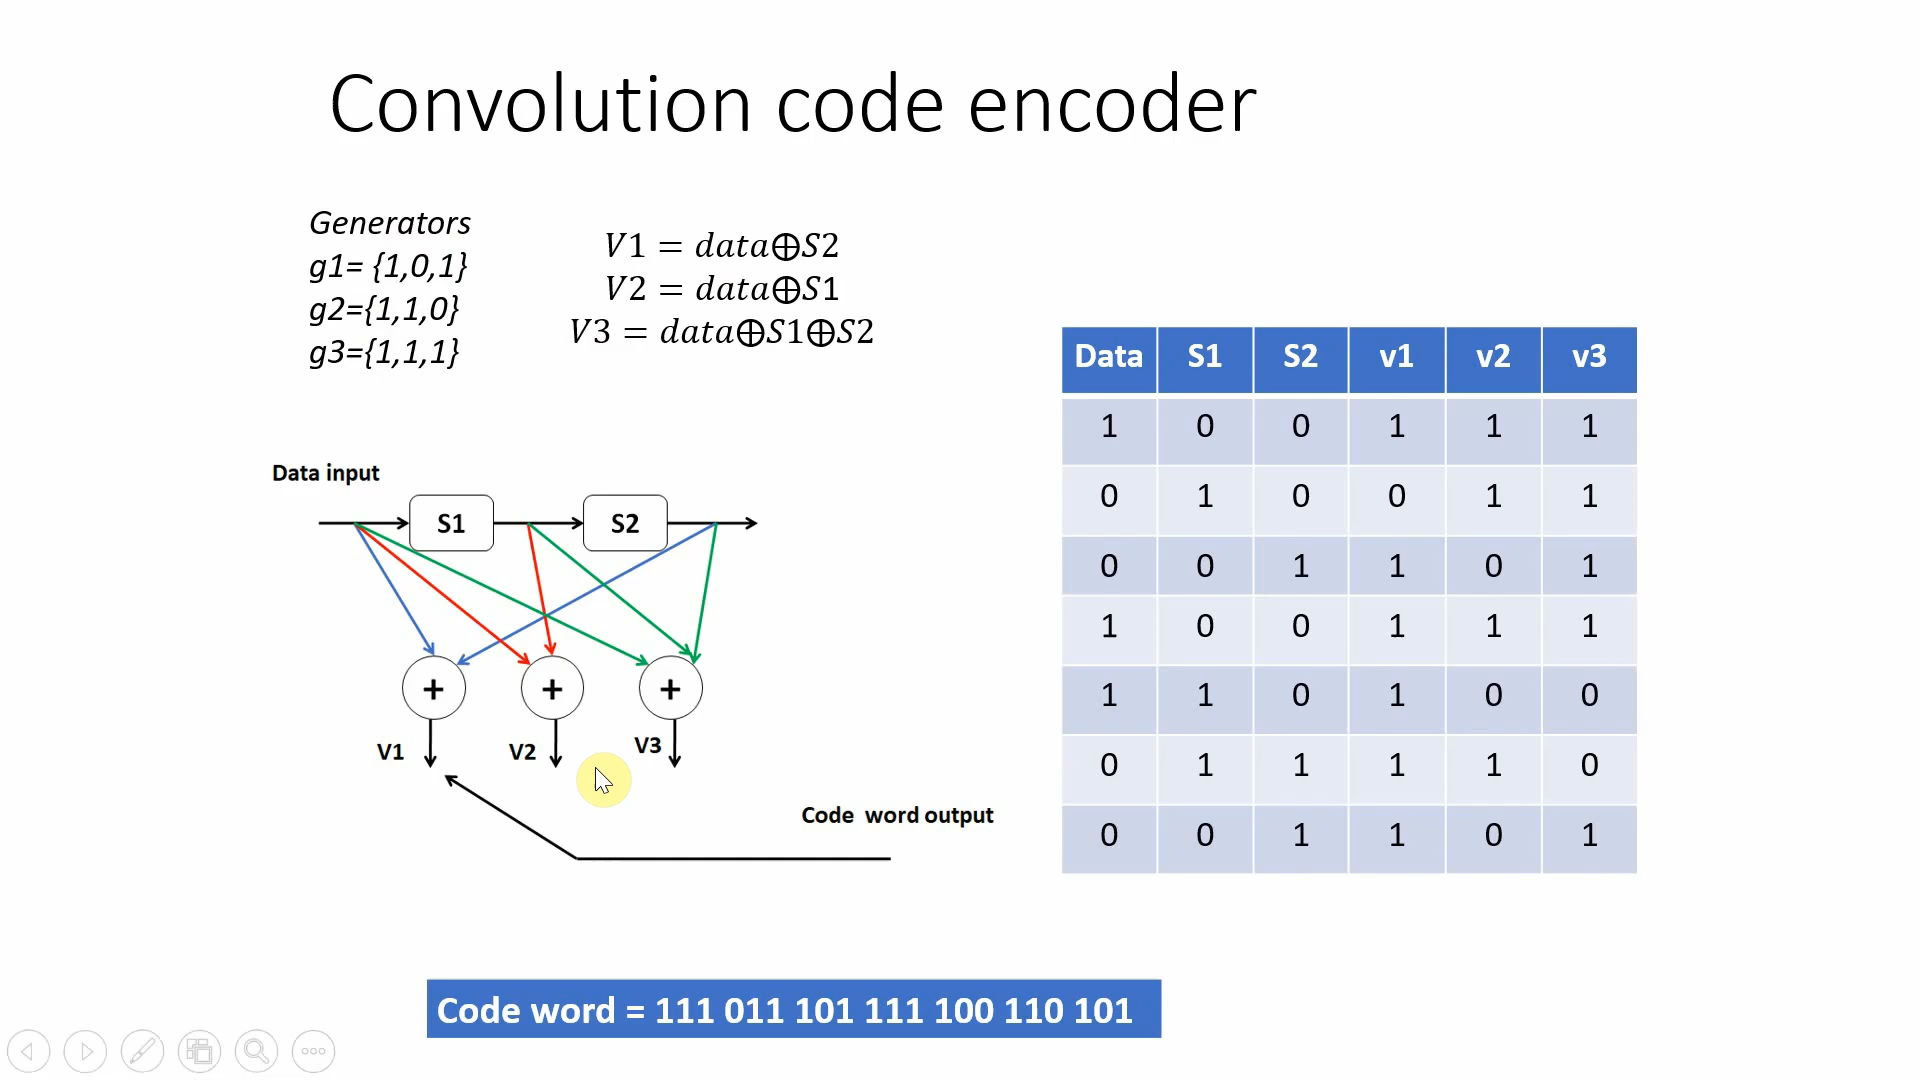 Convolution code encoder
Generators
g1= {1,0,1}
g2={1,1,0}
g3={1,1,1}
V1 = data⊕S2
V2 = data⊕S1
V3 = data⊕S1⊕S2
Data input
S1 S2
+ + +
V1 V2 V3
Code word output
Data S1 S2 v1 v2 v3
1 0 0 1 1 1
0 1 0 0 1 1
0 0 1 1 0 1
1 0 0 1 1 1
1 1 0 1 0 0
0 1 1 1 1 0
0 0 1 1 0 1
Code word = 111 011 101 111 100 110 101